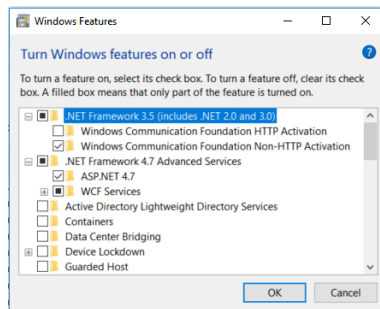 Windows Features
Turn Windows features on or off
To turn a feature on, select its check box. To turn a feature off, clear its check
box. A filled box means that only part of the feature is turned on.
.NET Framework 3.5 (includes .NET 2.0 and 3.0)
Windows Communication Foundation HTTP Activation
Windows Communication Foundation Non-HTTP Activation
.NET Framework 4.7 Advanced Services
ASP.NET 4.7
WCF Services
Active Directory Lightweight Directory Services
Containers
Data Center Bridging
Device Lockdown
Guarded Host
OK Cancel